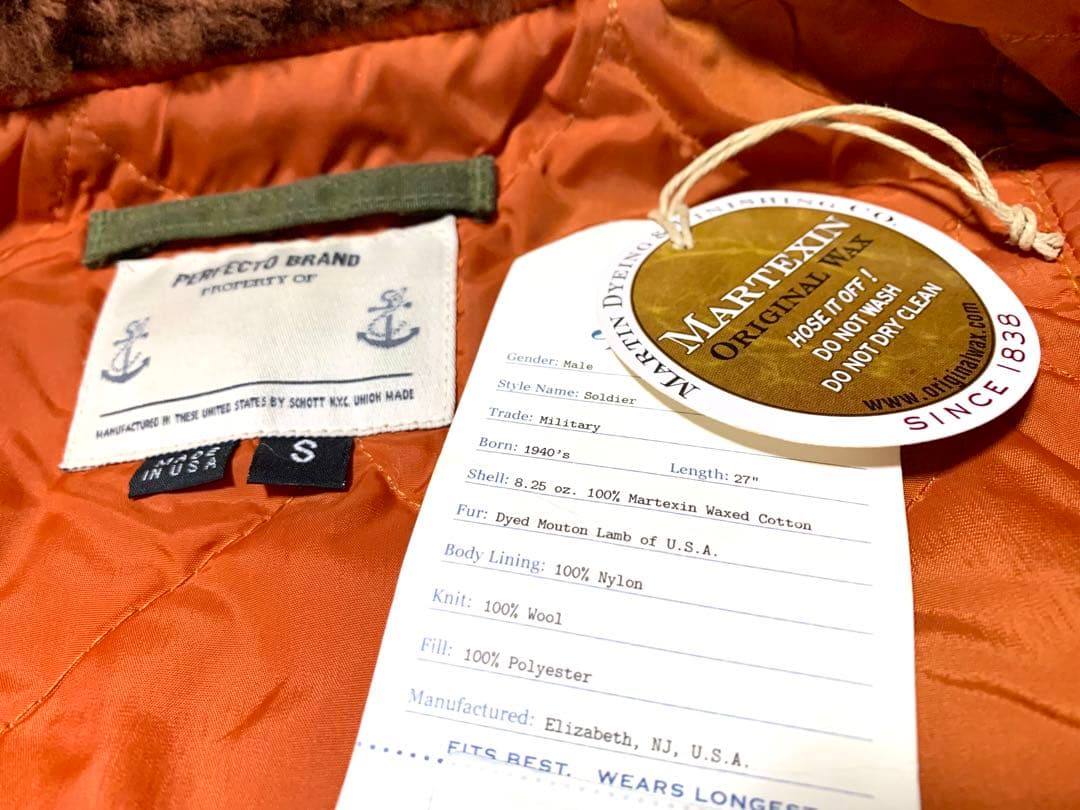 PERFECTO BRAND
PROPERTY OF
MANUFACTURED IN THESE UNITED STATES BY SCHOTT N.Y.C. UNION MADE
MADE
IN USA
S
MARTIN DYEING & FINISHING CO.
MARTEXIN
ORIGINAL WAX
HOSE IT OFF!
DO NOT WASH
DO NOT DRY CLEAN
www.originalwax.com
SINCE 1838
Gender: Male
Style Name: Soldier
Trade: Military
Born: 1940's Length: 27"
Shell: 8.25 oz. 100% Martexin Waxed Cotton
Fur: Dyed Mouton Lamb of U.S.A.
Body Lining: 100% Nylon
Knit: 100% Wool
Fill: 100% Polyester
Manufactured: Elizabeth, NJ, U.S.A.
FITS BEST. WEARS LONGEST